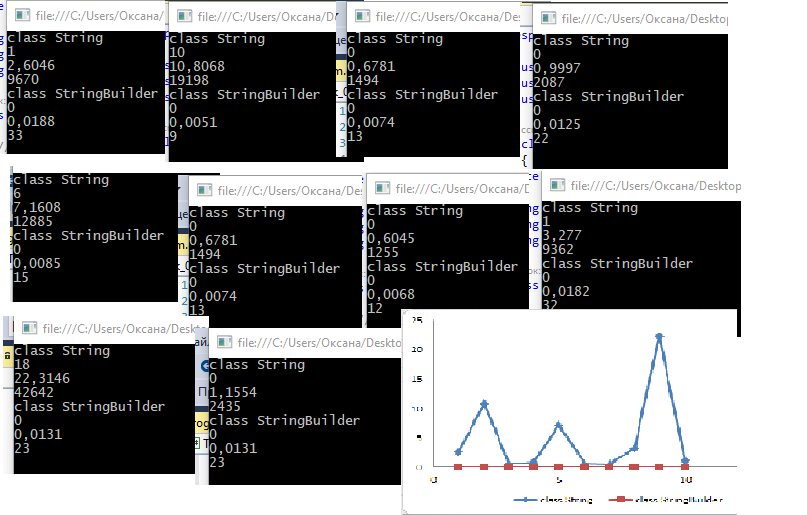 file:///C:/Users/Оксана/
class String
1
2,6046
9670
class StringBuilder
0
0,0188
33
file:///C:/Users/Оксана/D
class String
10
10,8068
19198
class StringBuilder
0
0,0051
9
file:///C:/Users/Оксана/D
class String
0
0,6781
1494
class StringBuilder
0
0,0074
13
file:///C:/Users/Оксана/Desktop
class String
0
0,9997
2087
class StringBuilder
0
0,0125
22
class String
6
7,1608
12885
class StringBuilder
0
0,0085
15
file:///C:/Users/Оксана/Des
class String
0
0,6781
1494
class StringBuilder
0
0,0074
13
file:///C:/Users/Оксана/D
class String
0
0,6045
1255
class StringBuilder
0
0,0068
12
file:///C:/Users/Оксана/Desktop
class String
1
3,277
9362
class StringBuilder
0
0,0182
32
file:///C:/Users/Оксана/Deskto
class String
18
22,3146
42642
class StringBuilder
0
0,0131
23
file:///C:/Users/Оксана/Desktop
class String
0
1,1554
2435
class StringBuilder
0
0,0131
23
25
20
15
10
5
0
0 5 10
class String class StringBuilder